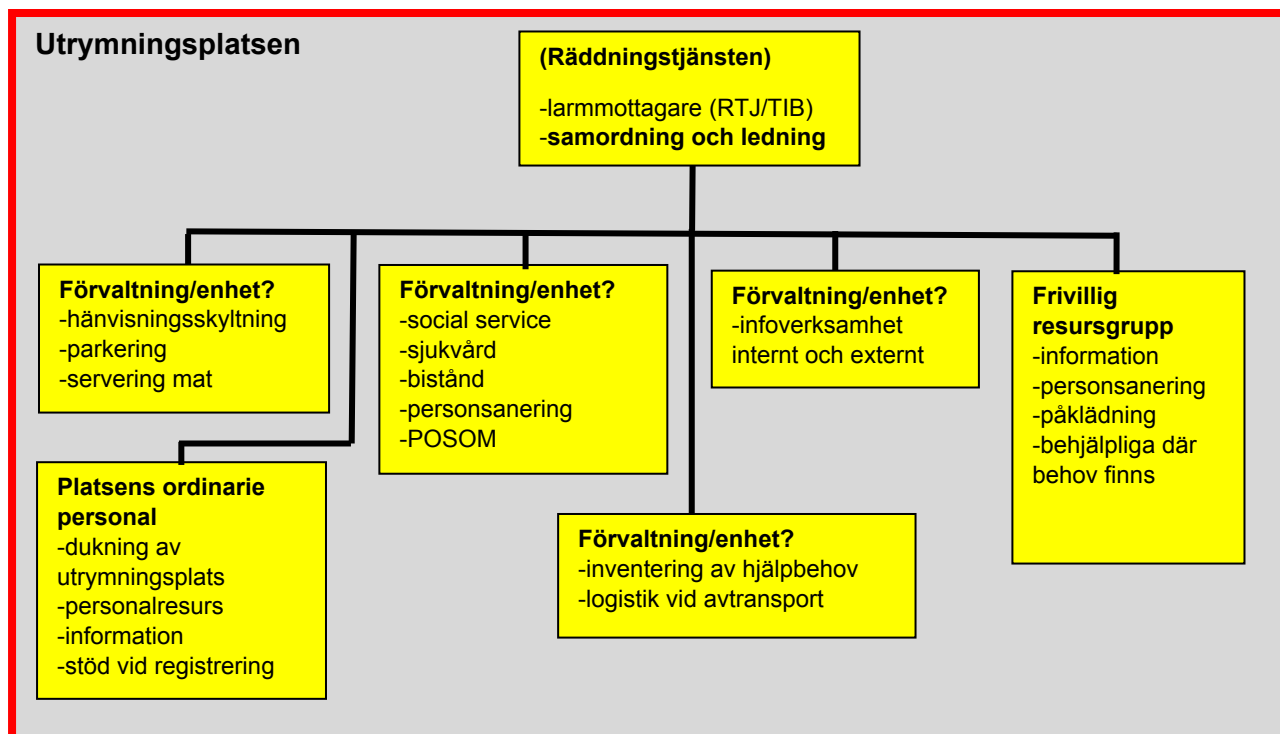 Utrymningsplatsen
(Räddningstjänsten)
-larmmottagare (RTJ/TIB)
-samordning och ledning
Förvaltning/enhet?
-hänvisningsskyltning
-parkering
-servering mat
Förvaltning/enhet?
-social service
-sjukvård
-bistånd
-personsanering
-POSOM
Förvaltning/enhet?
-infoverksamhet
internt och externt
Frivillig
resursgrupp
-information
-personsanering
-påklädning
-behjälpliga där
behov finns
Platsens ordinarie
personal
-dukning av
utrymningsplats
-personalresurs
-information
-stöd vid registrering
Förvaltning/enhet?
-inventering av hjälpbehov
-logistik vid avtransport